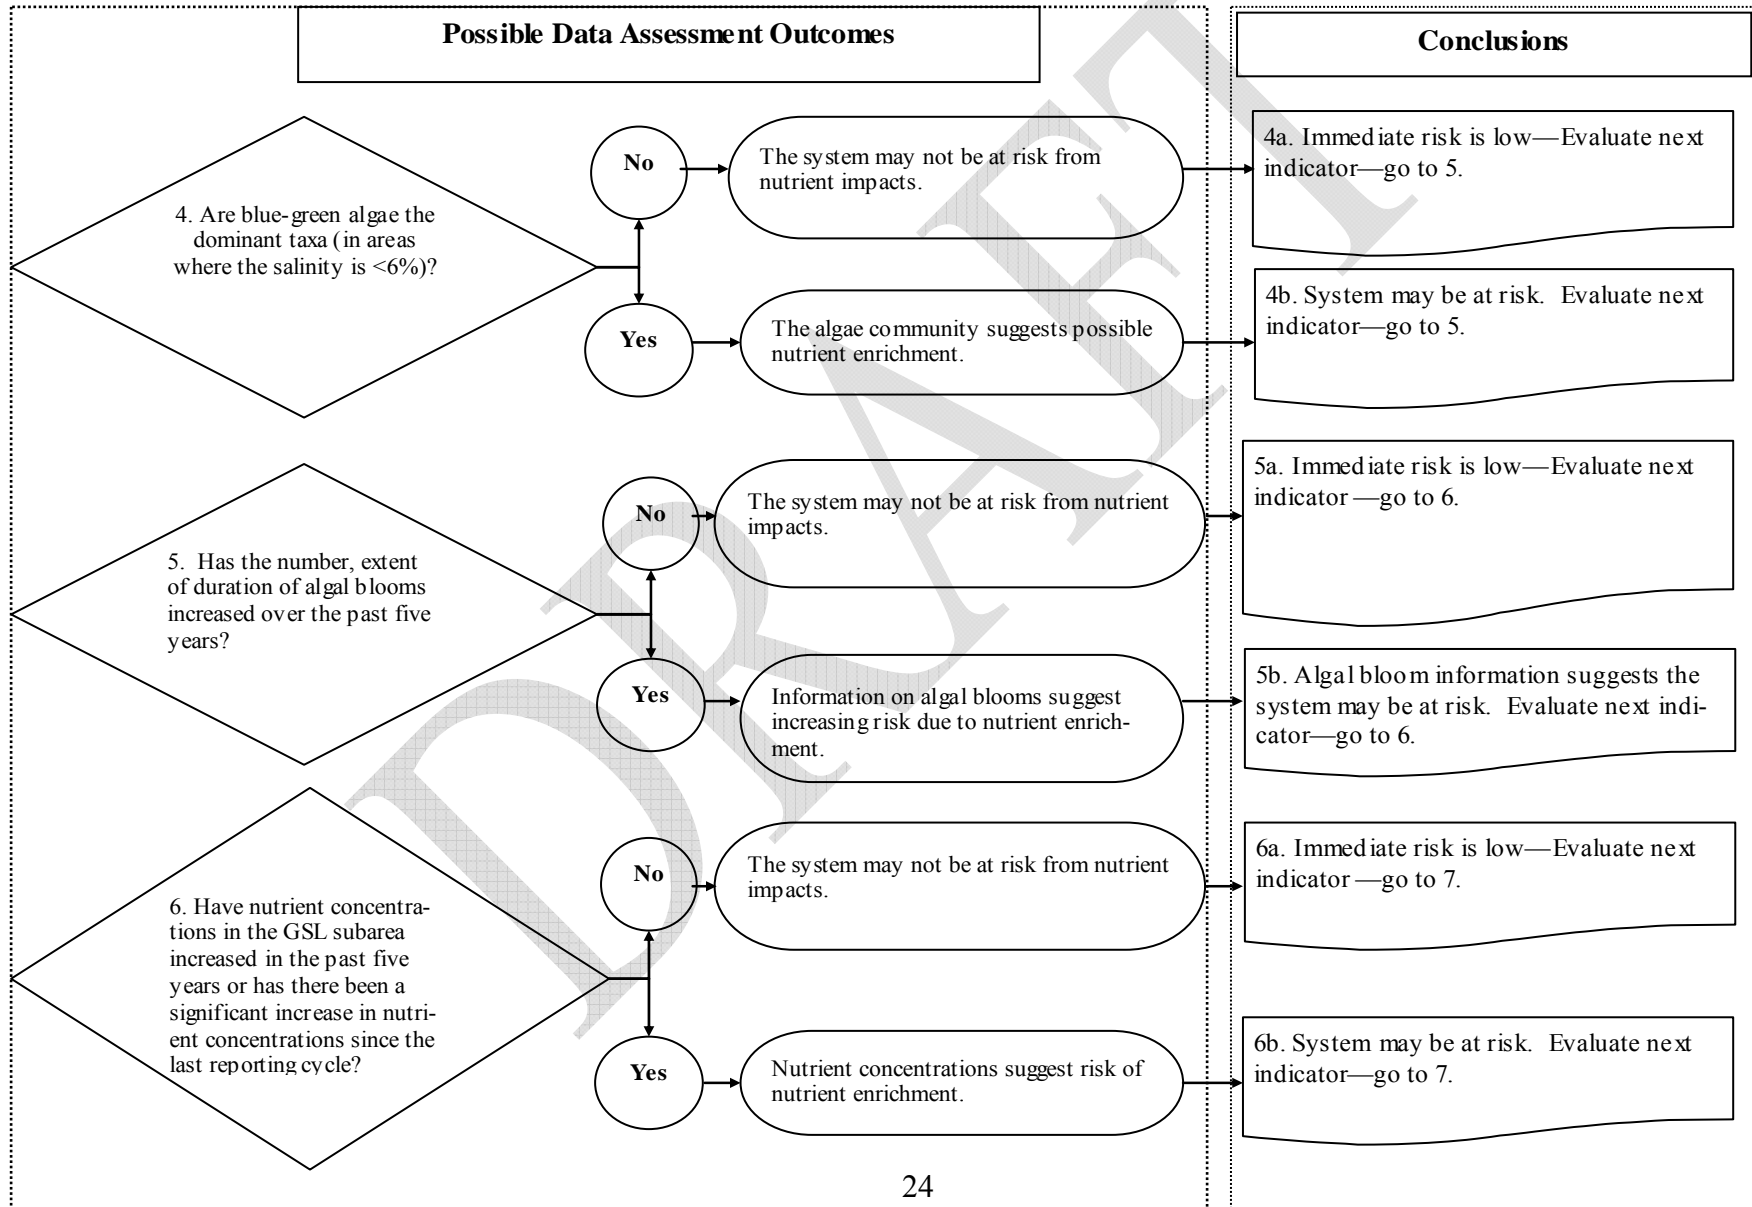 Possible Data Assessment Outcomes
Conclusions
4. Are blue-green algae the
dominant taxa (in areas
where the salinity is <6%)?
No
The system may not be at risk from
nutrient impacts.
4a. Immediate risk is low—Evaluate next
indicator—go to 5.
Yes
The algae community suggests possible
nutrient enrichment.
4b. System may be at risk.  Evaluate next
indicator—go to 5.
5.  Has the number, extent
of duration of algal blooms
increased over the past five
years?
No
The system may not be at risk from nutrient
impacts.
5a. Immediate risk is low—Evaluate next
indicator —go to 6.
Yes
Information on algal blooms suggest
increasing risk due to nutrient enrich-
ment.
5b. Algal bloom information suggests the
system may be at risk.  Evaluate next indi-
cator—go to 6.
6. Have nutrient concentra-
tions in the GSL subarea
increased in the past five
years or has there been a
significant increase in nutri-
ent concentrations since the
last reporting cycle?
No
The system may not be at risk from nutrient
impacts.
6a. Immediate risk is low—Evaluate next
indicator —go to 7.
Yes
Nutrient concentrations suggest risk of
nutrient enrichment.
6b. System may be at risk.  Evaluate next
indicator—go to 7.
DRAFT
24